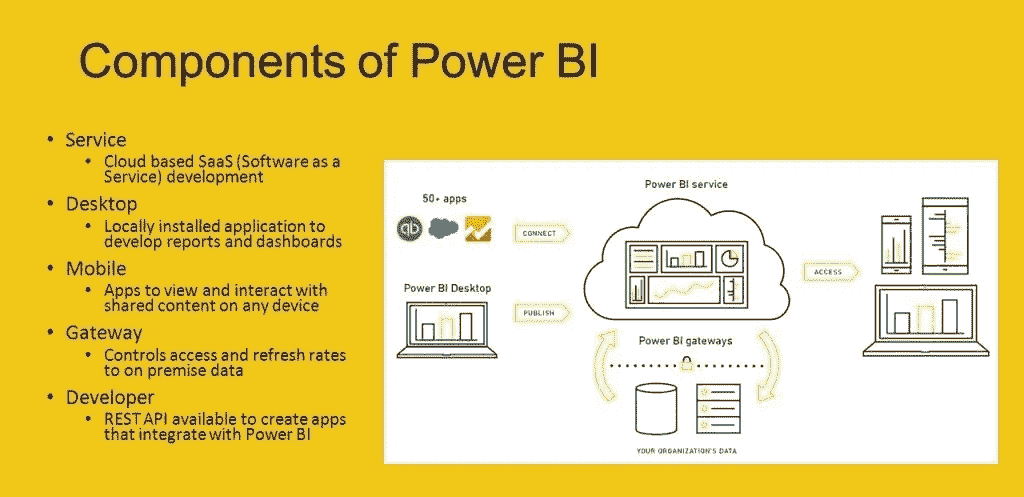 Components of Power BI
• Service
• Cloud based SaaS (Software as a
Service) development
• Desktop
• Locally installed application to
develop reports and dashboards
• Mobile
• Apps to view and interact with
shared content on any device
• Gateway
• Controls access and refresh rates
to on premise data
• Developer
• REST API available to create apps
that integrate with Power BI
50+ apps
qb
CONNECT
Power BI Desktop
PUBLISH
Power BI service
ACCESS
Power BI gateways
YOUR ORGANIZATION'S DATA